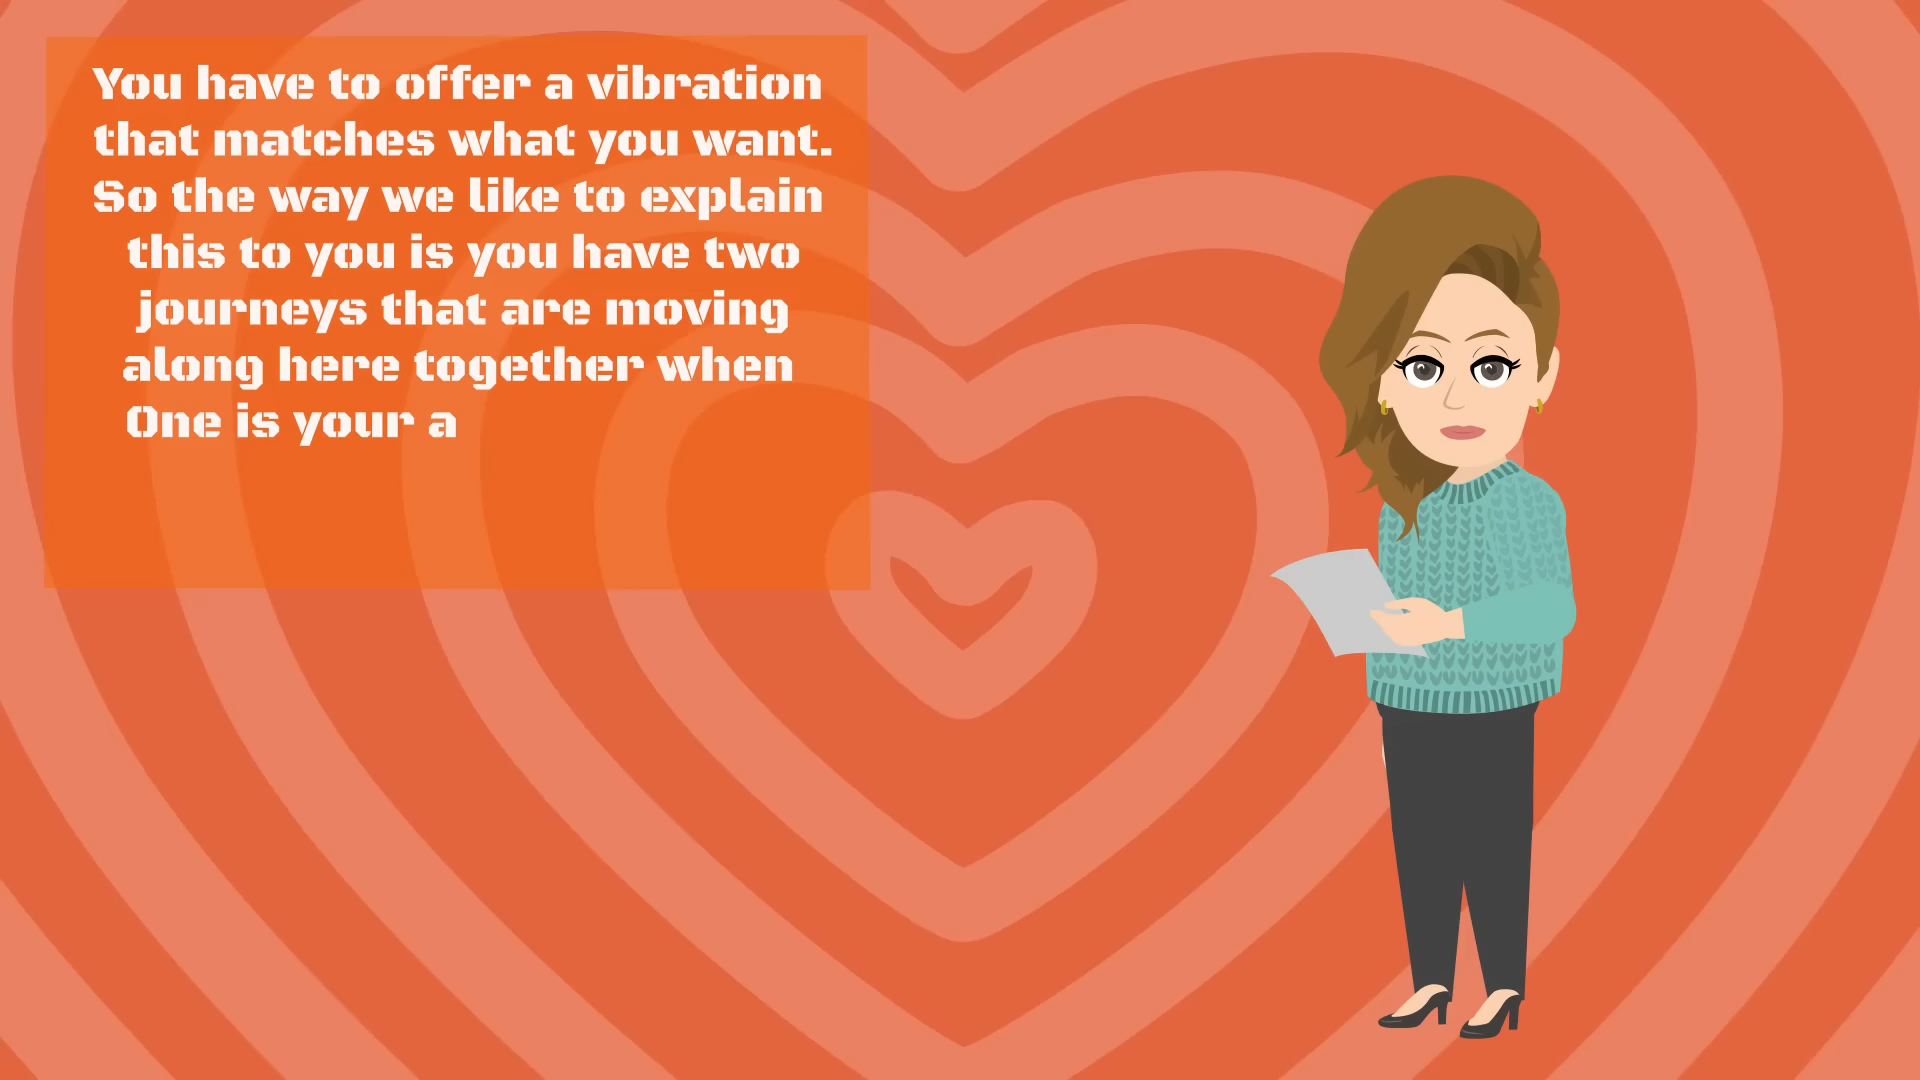 You have to offer a vibration
that matches what you want.
So the way we like to explain
this to you is you have two
journeys that are moving
along here together when
One is your a